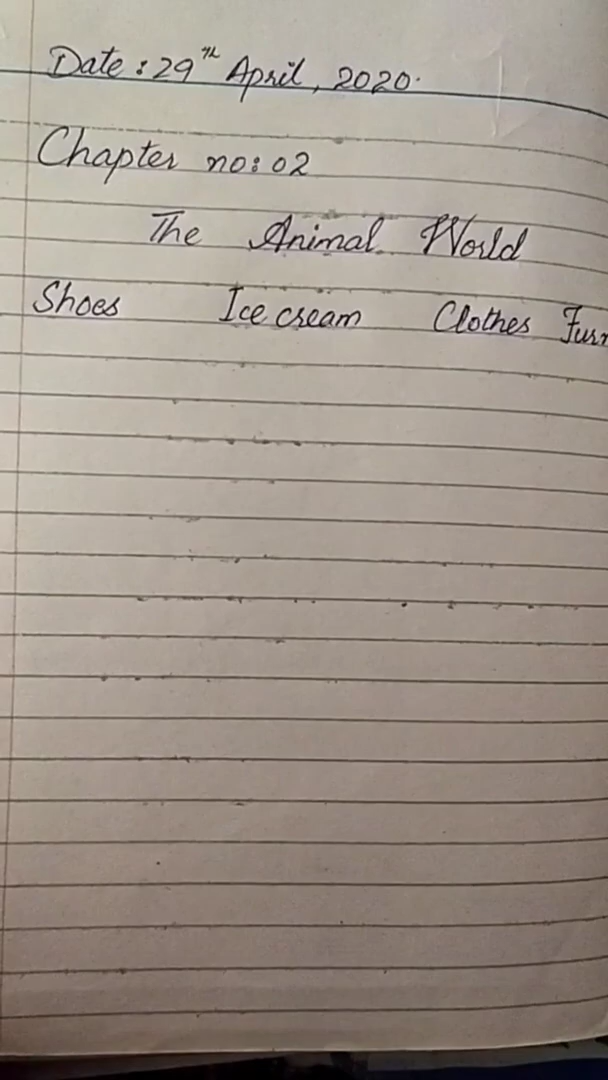 Date : 29th April, 2020.
Chapter no: 02
The Animal World
Shoes Ice cream Clothes